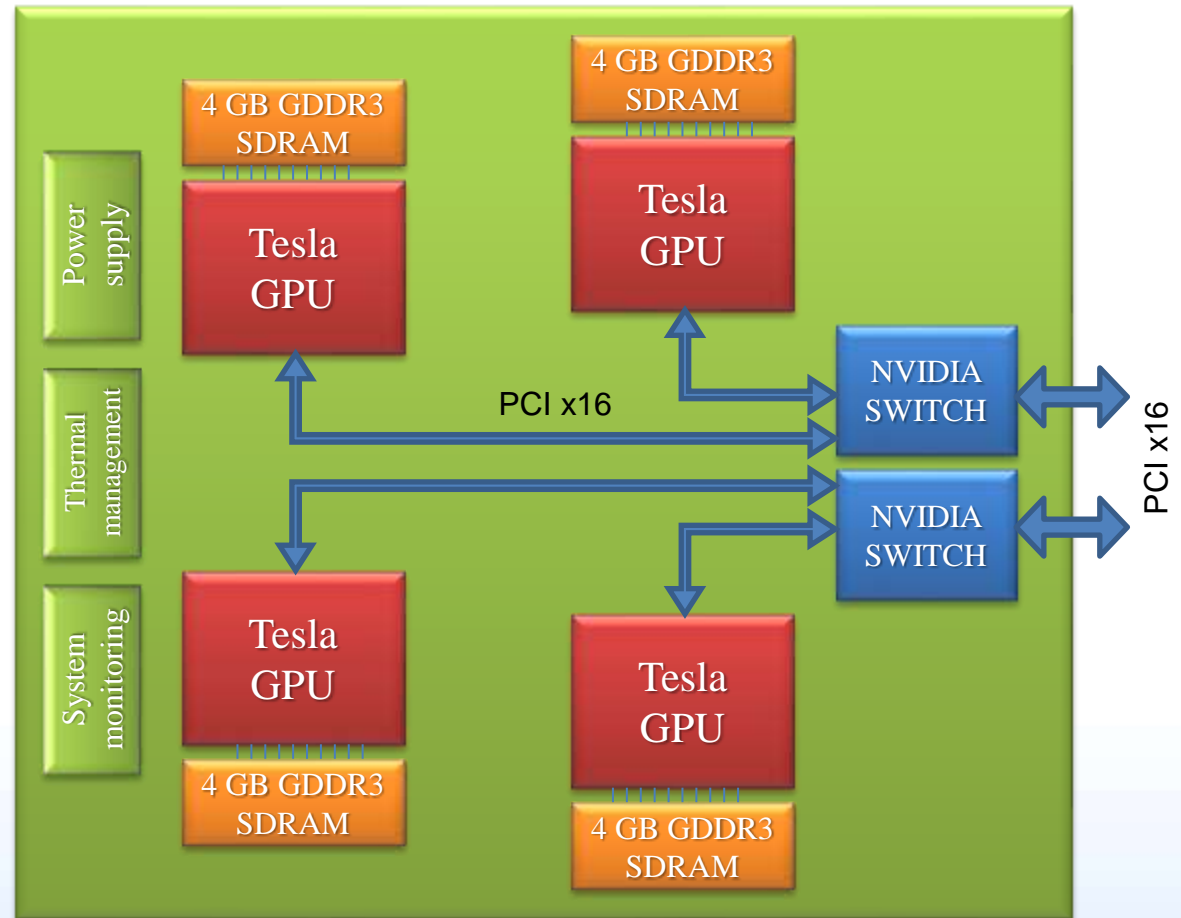 4 GB GDDR3
SDRAM
Tesla
GPU
4 GB GDDR3
SDRAM
Tesla
GPU
Power
supply
Thermal
management
System
monitoring
PCI x16
NVIDIA
SWITCH
NVIDIA
SWITCH
PCI x16
Tesla
GPU
4 GB GDDR3
SDRAM
Tesla
GPU
4 GB GDDR3
SDRAM